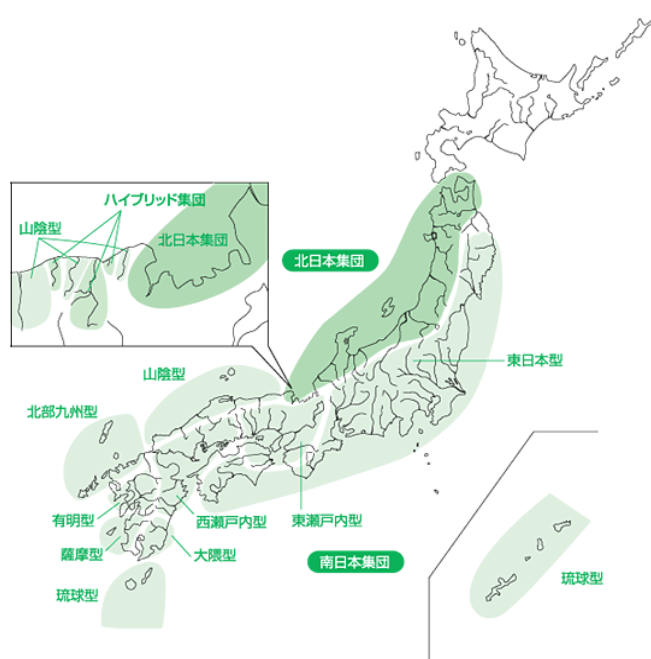 ハイブリッド集団
山陰型
北日本集団
北日本集団
東日本型
山陰型
北部九州型
有明型
西瀬戸内型
東瀬戸内型
薩摩型
大隈型
南日本集団
琉球型
琉球型